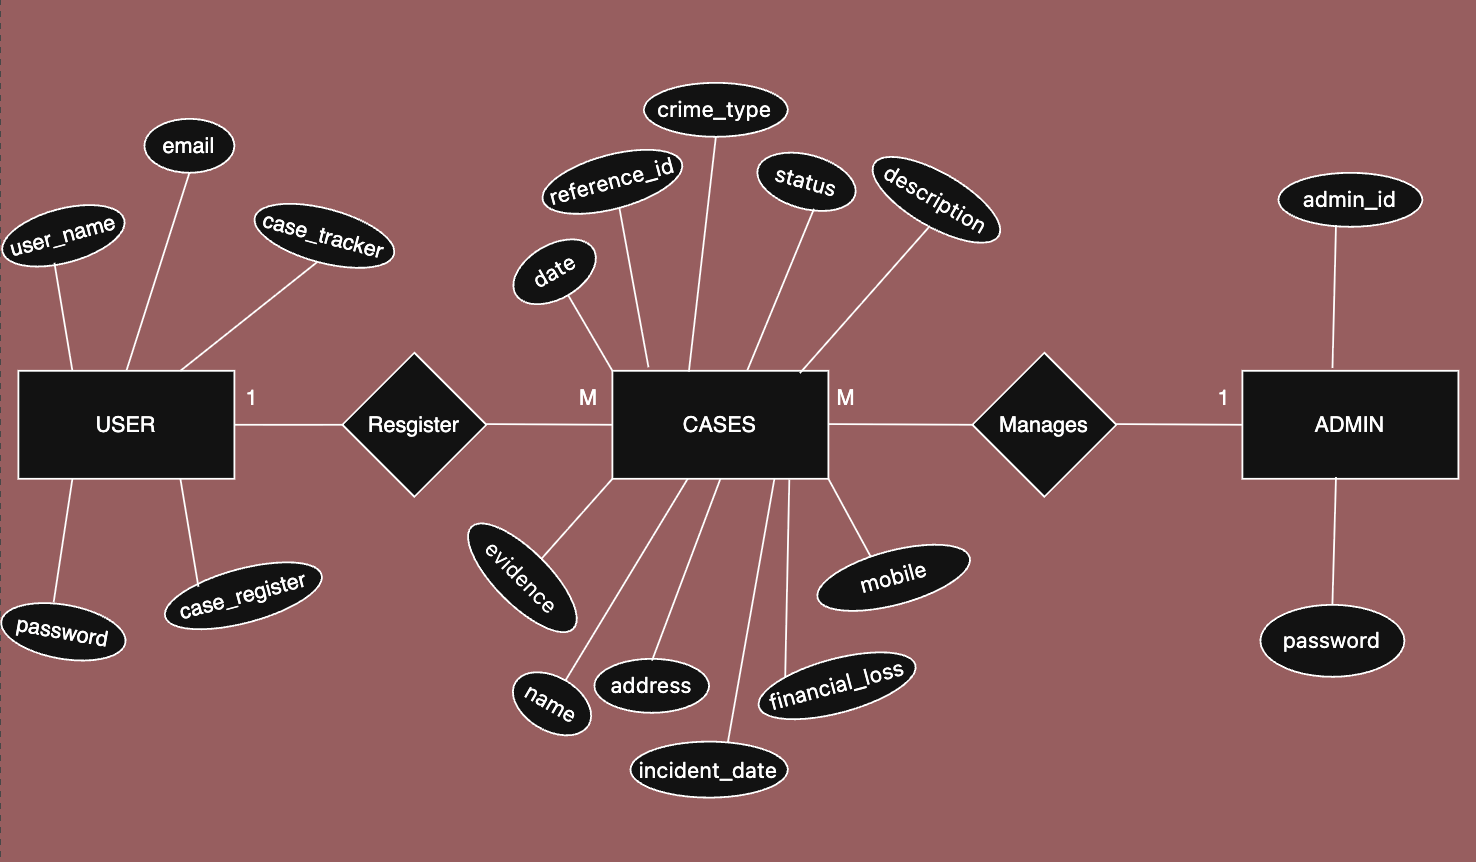 crime_type
email
reference_id
status
description
admin_id
user_name
case_tracker
date
1
M
M
1
USER
Resgister
CASES
Manages
ADMIN
evidence
mobile
case_register
password
name
address
financial_loss
password
incident_date